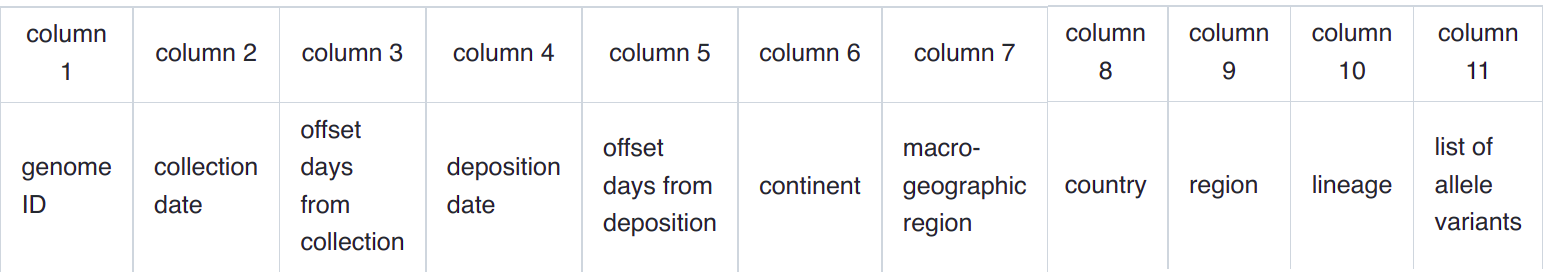 column 1
column 2
column 3
column 4
column 5
column 6
column 7
column 8
column 9
column 10
column 11
genome
ID
collection
date
offset
days
from
collection
deposition
date
offset
days from
deposition
continent
macro-
geographic
region
country
region
lineage
list of
allele
variants